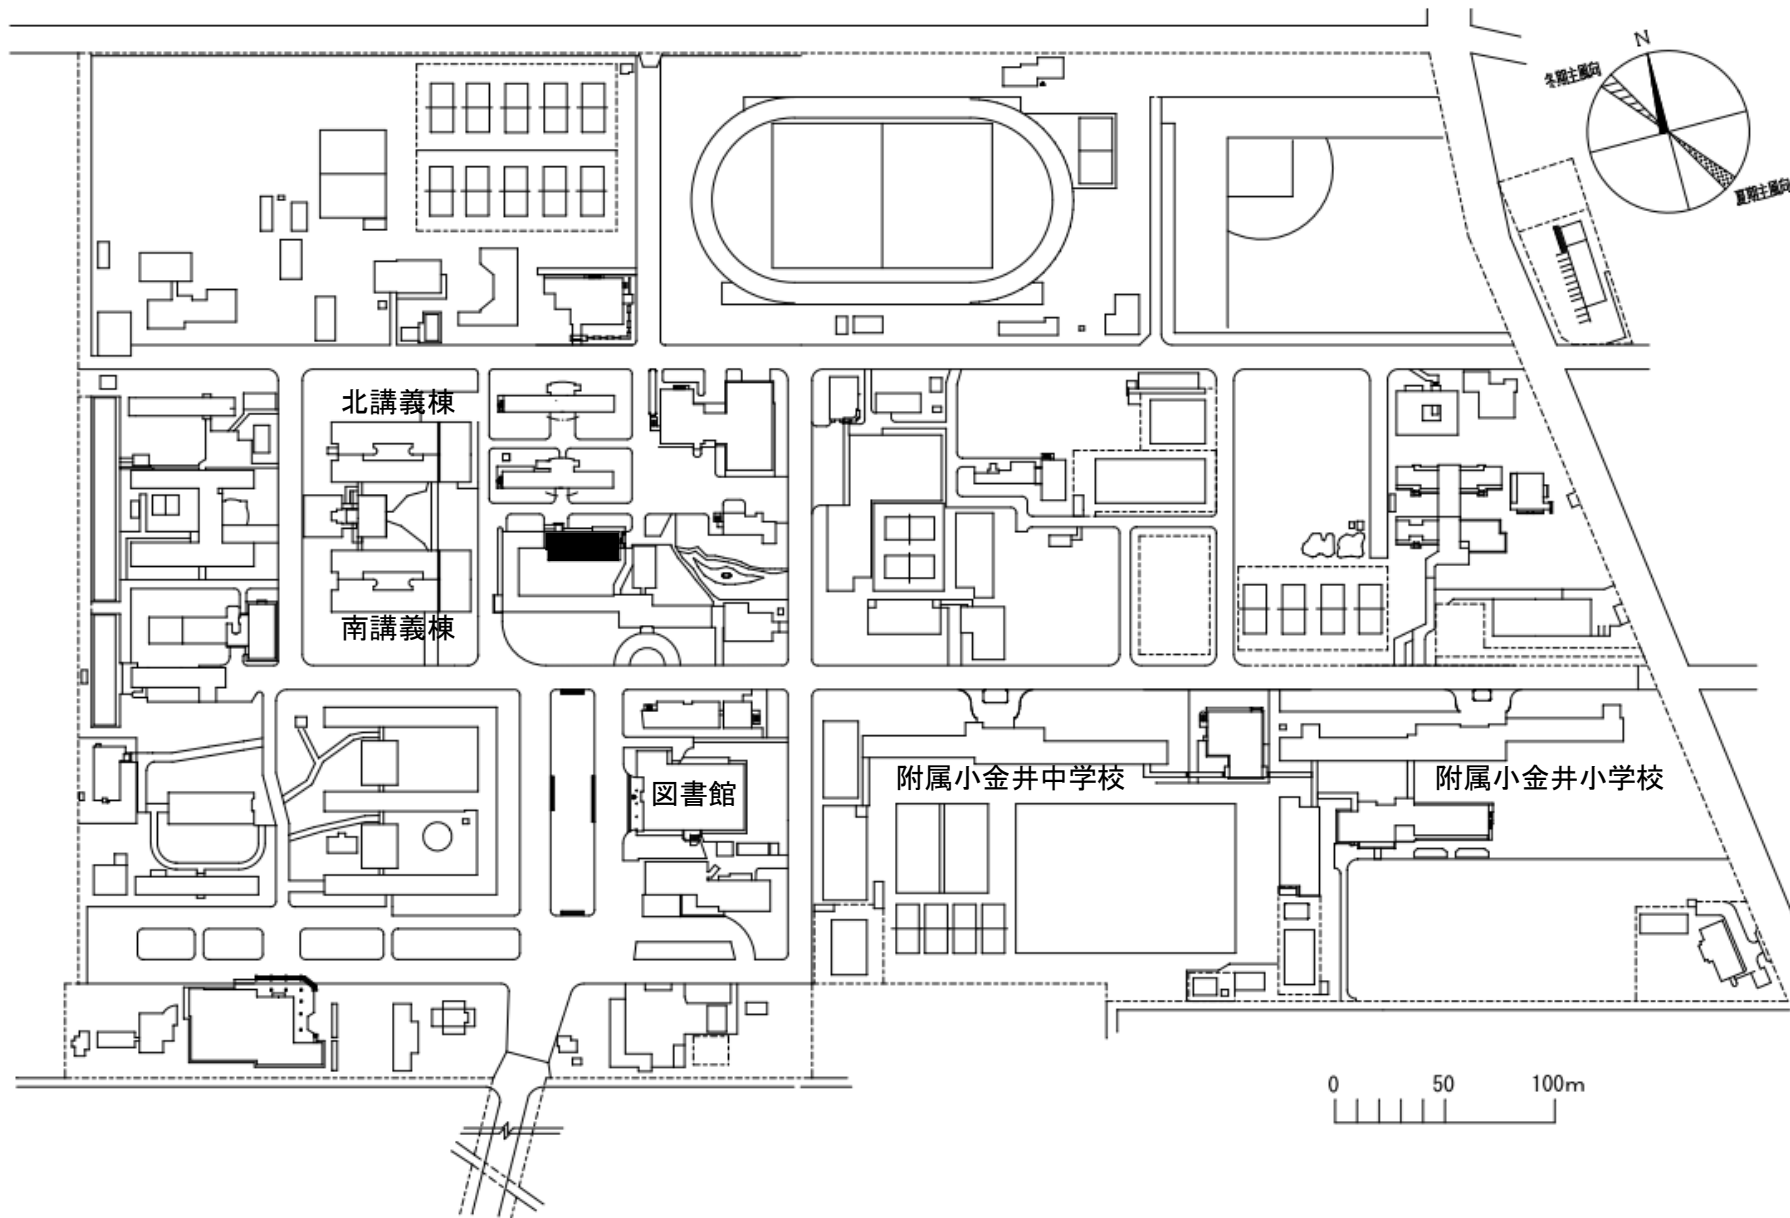 N
冬期主風向
夏期主風向
北講義棟
南講義棟
図書館
附属小金井中学校
附属小金井小学校
0 50 100m